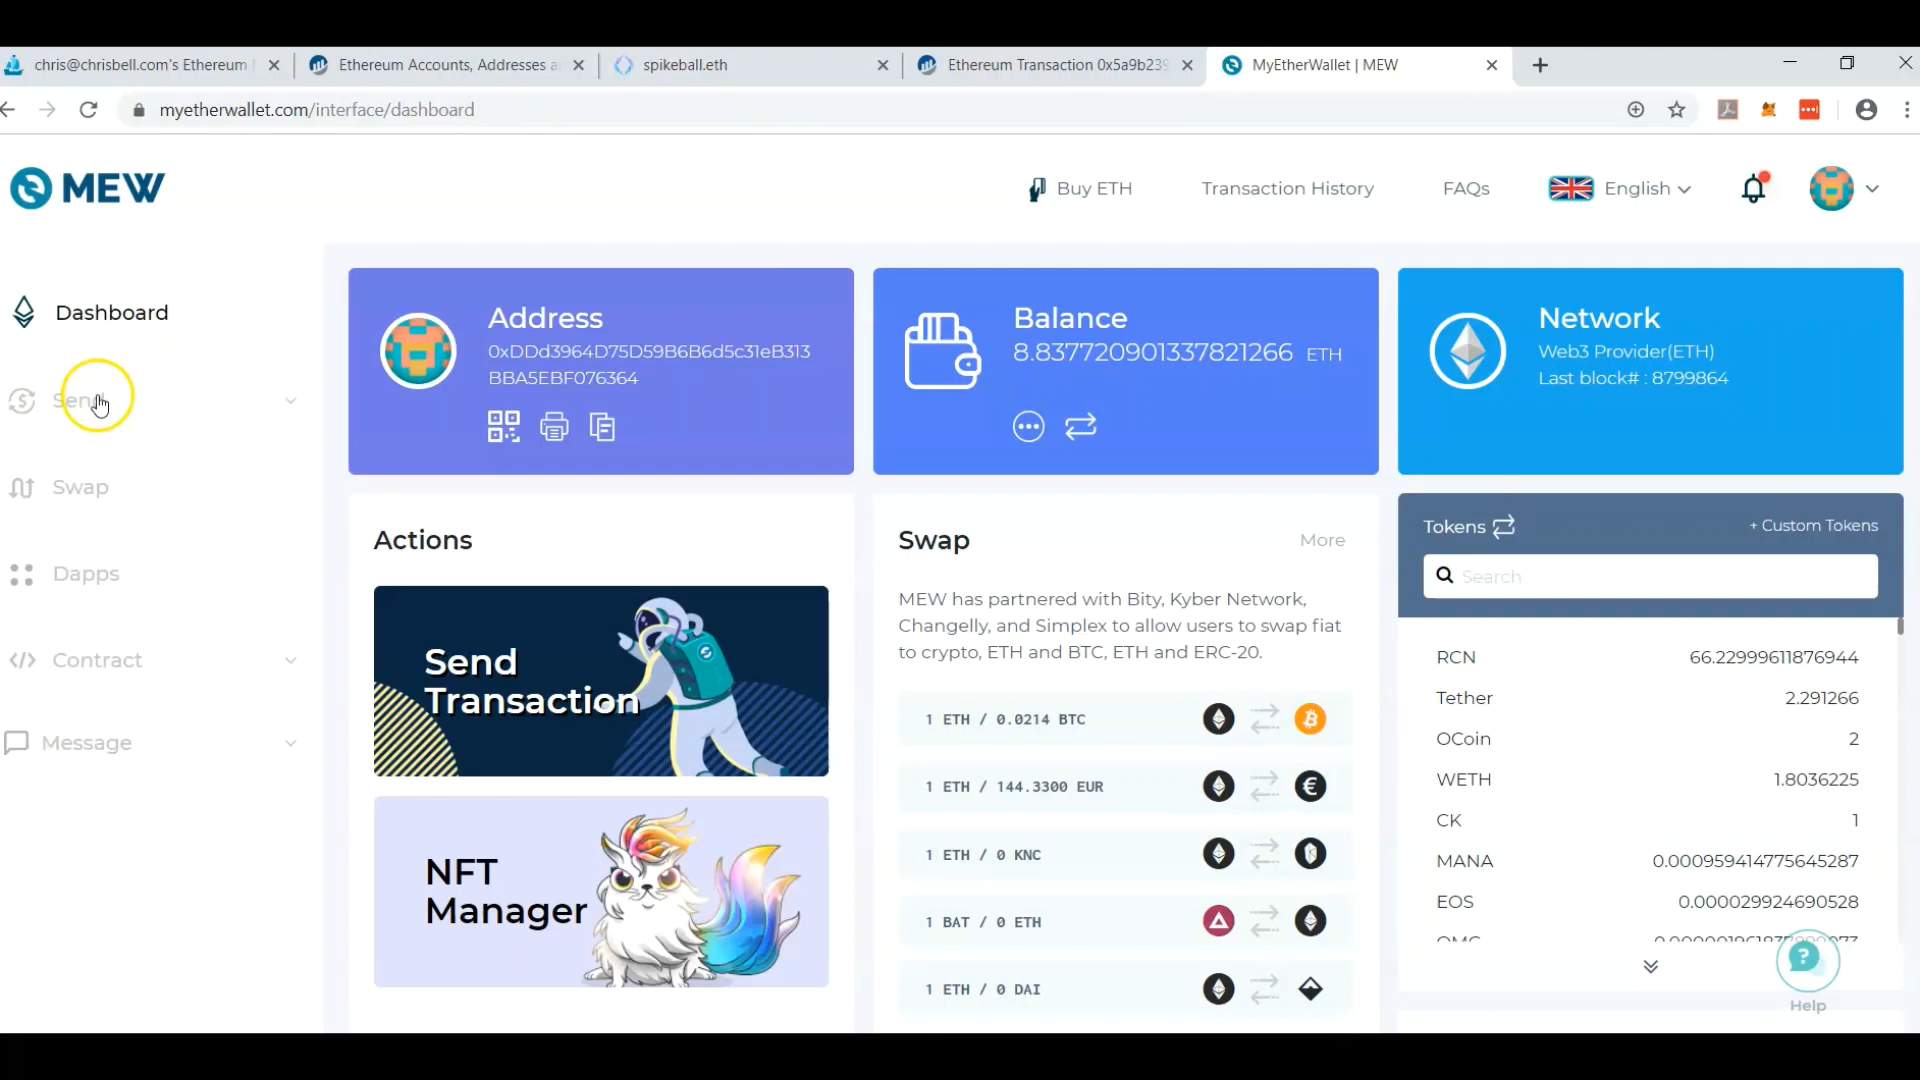 chris@chrisbell.com's Ethereum
Ethereum Accounts, Addresses a
spikeball.eth
Ethereum Transaction 0x5a9b239
MyEtherWallet | MEW
myetherwallet.com/interface/dashboard
MEW
Buy ETH
Transaction History
FAQs
English
Dashboard
Send
Swap
Dapps
Contract
Message
Address
0xDDd3964D75D59B6B6d5c31eB313
BBA5EBF076364
Balance
8.837720901337821266 ETH
Network
Web3 Provider(ETH)
Last block# : 8799864
Actions
Send
Transaction
NFT
Manager
Swap
More
MEW has partnered with Bity, Kyber Network,
Changelly, and Simplex to allow users to swap fiat
to crypto, ETH and BTC, ETH and ERC-20.
1 ETH / 0.0214 BTC
1 ETH / 144.3300 EUR
1 ETH / 0 KNC
1 BAT / 0 ETH
1 ETH / 0 DAI
Tokens
+ Custom Tokens
Search
RCN 66.22999611876944
Tether 2.291266
OCoin 2
WETH 1.8036225
CK 1
MANA 0.000959414775645287
EOS 0.000029924690528
Help